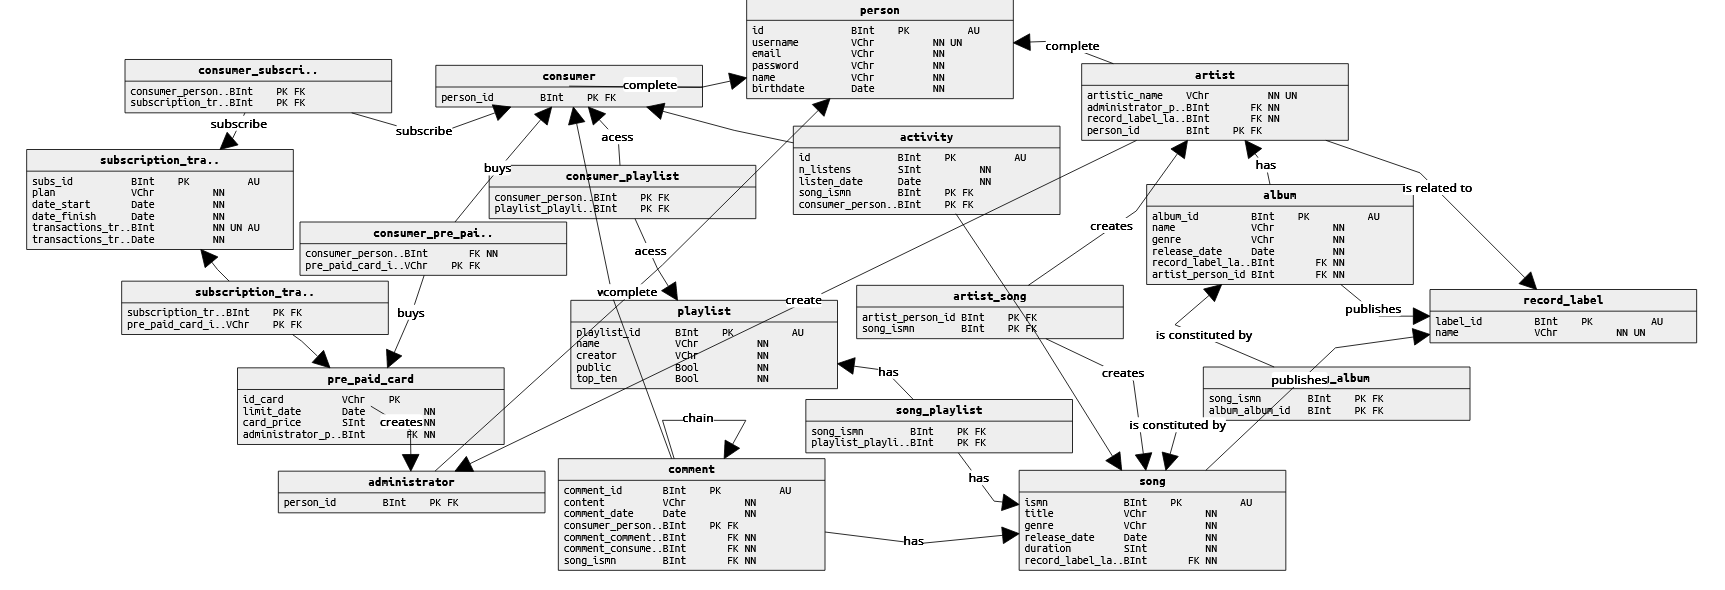 person
id BInt PK AU
username VChr NN UN
email VChr NN
password VChr NN
name VChr NN
birthdate Date NN
complete
artist
artistic_name VChr NN UN
administrator_p..BInt FK NN
record_label_la..BInt FK NN
person_id BInt PK FK
consumer_subscri..
consumer_person..BInt PK FK
subscription_tr..BInt PK FK
consumer
person_id BInt PK FK
complete
subscribe
subscribe
acess
buys
activity
id BInt PK AU
n_listens SInt NN
listen_date Date NN
song_ismn BInt PK FK
consumer_person..BInt PK FK
subscription_tra..
subs_id BInt PK AU
plan VChr NN
date_start Date NN
date_finish Date NN
transactions_tr..BInt NN UN AU
transactions_tr..Date NN
consumer_playlist
consumer_person..BInt PK FK
playlist_playli..BInt PK FK
has
is related to
album
album_id BInt PK AU
name VChr NN
genre VChr NN
release_date Date NN
record_label_la..BInt FK NN
artist_person_id BInt FK NN
consumer_pre_pai..
consumer_person..BInt FK NN
pre_paid_card_i..VChr PK FK
acess
creates
subscription_tra..
subscription_tr..BInt PK FK
pre_paid_card_i..VChr PK FK
buys
complete
create
playlist
playlist_id BInt PK AU
name VChr NN
creator VChr NN
public Bool NN
top_ten Bool NN
artist_song
artist_person_id BInt PK FK
song_ismn BInt PK FK
publishes
record_label
label_id BInt PK AU
name VChr NN UN
is constituted by
pre_paid_card
id_card VChr PK
limit_date Date NN
card_price SInt NN
administrator_p..BInt FK NN
creates
has
creates
publishes
_album
song_ismn BInt PK FK
album_album_id BInt PK FK
chain
song_playlist
song_ismn BInt PK FK
playlist_playli..BInt PK FK
is constituted by
administrator
person_id BInt PK FK
comment
comment_id BInt PK AU
content VChr NN
comment_date Date NN
consumer_person..BInt PK FK
comment_comment..BInt FK NN
comment_consume..BInt FK NN
song_ismn BInt FK NN
has
has
song
ismn BInt PK AU
title VChr NN
genre VChr NN
release_date Date NN
duration SInt NN
record_label_la..BInt FK NN